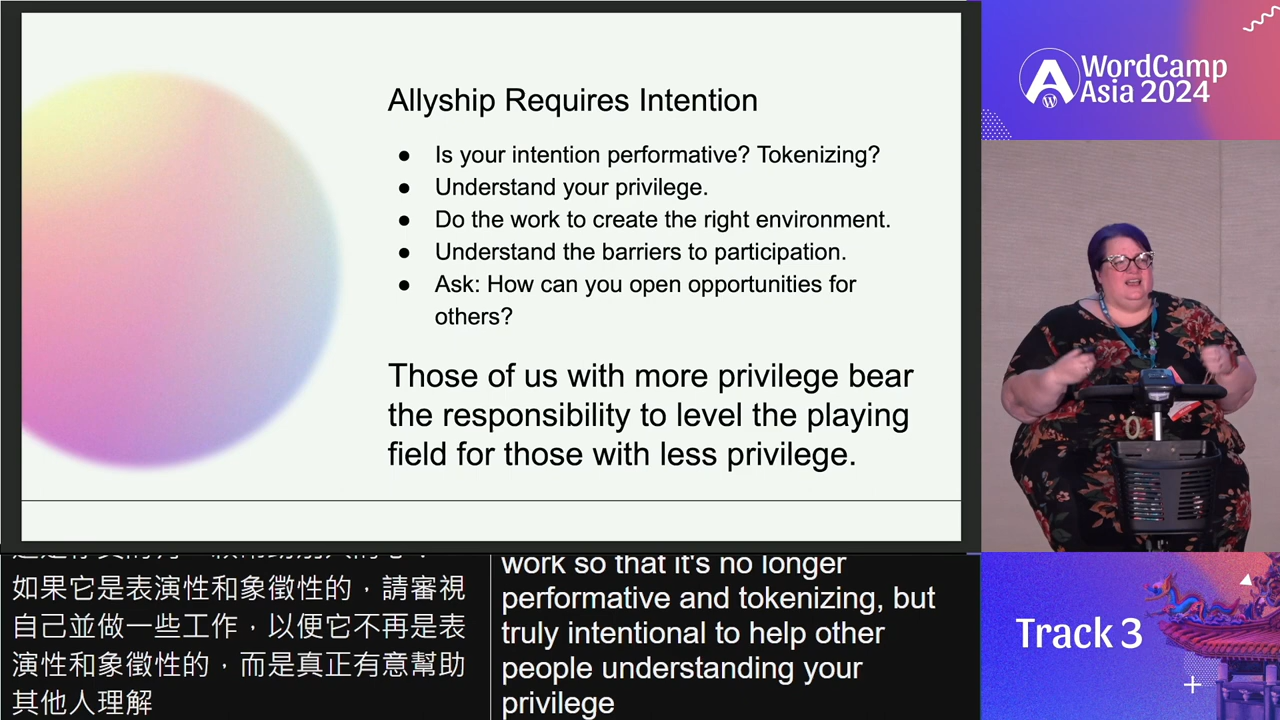 Allyship Requires Intention
● Is your intention performative? Tokenizing?
● Understand your privilege.
● Do the work to create the right environment.
● Understand the barriers to participation.
● Ask: How can you open opportunities for
others?
Those of us with more privilege bear
the responsibility to level the playing
field for those with less privilege.
WordCamp
Asia 2024
如果它是表演性和象徵性的，請審視
自己並做一些工作，以便它不再是表
演性和象徵性的，而是真正有意幫助
其他人理解
work so that it's no longer
performative and tokenizing, but
truly intentional to help other
people understanding your
privilege
Track 3